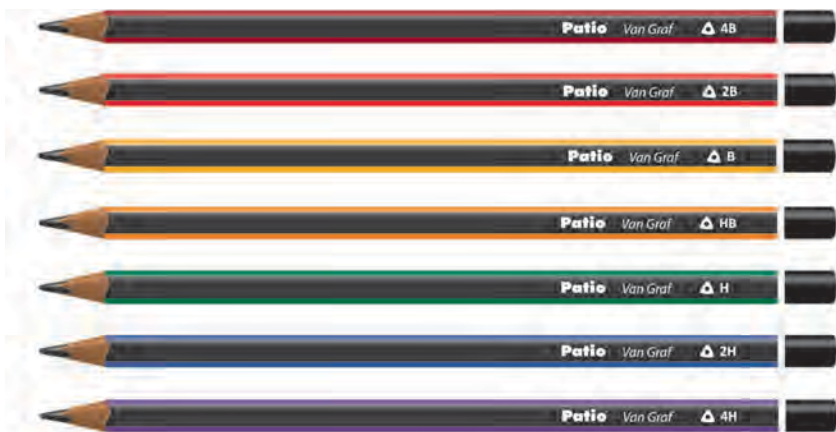 Patio Van Graf 4B
Patio Van Graf 2B
Patio Van Graf B
Patio Van Graf HB
Patio Van Graf H
Patio Van Graf 2H
Patio Van Graf 4H